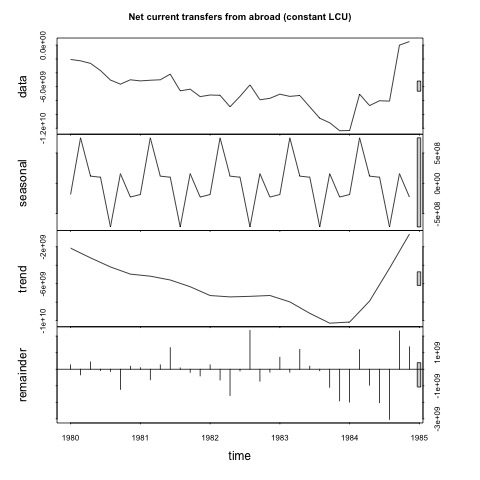 Net current transfers from abroad (constant LCU)
data
-1.2e+10 -6.0e+09 0.0e+00
seasonal
-5e+08 0e+00 5e+08
trend
-1e+10 -6e+09 -2e+09
remainder
-3e+09 -1e+09 1e+09
1980 1981 1982 1983 1984 1985
time